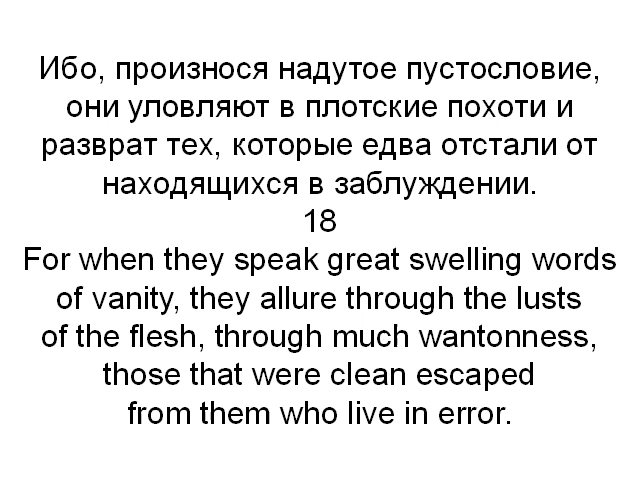 Ибо, произнося надутое пустословие,
они уловляют в плотские похоти и
разврат тех, которые едва отстали от
находящихся в заблуждении.
18
For when they speak great swelling words
of vanity, they allure through the lusts
of the flesh, through much wantonness,
those that were clean escaped
from them who live in error.